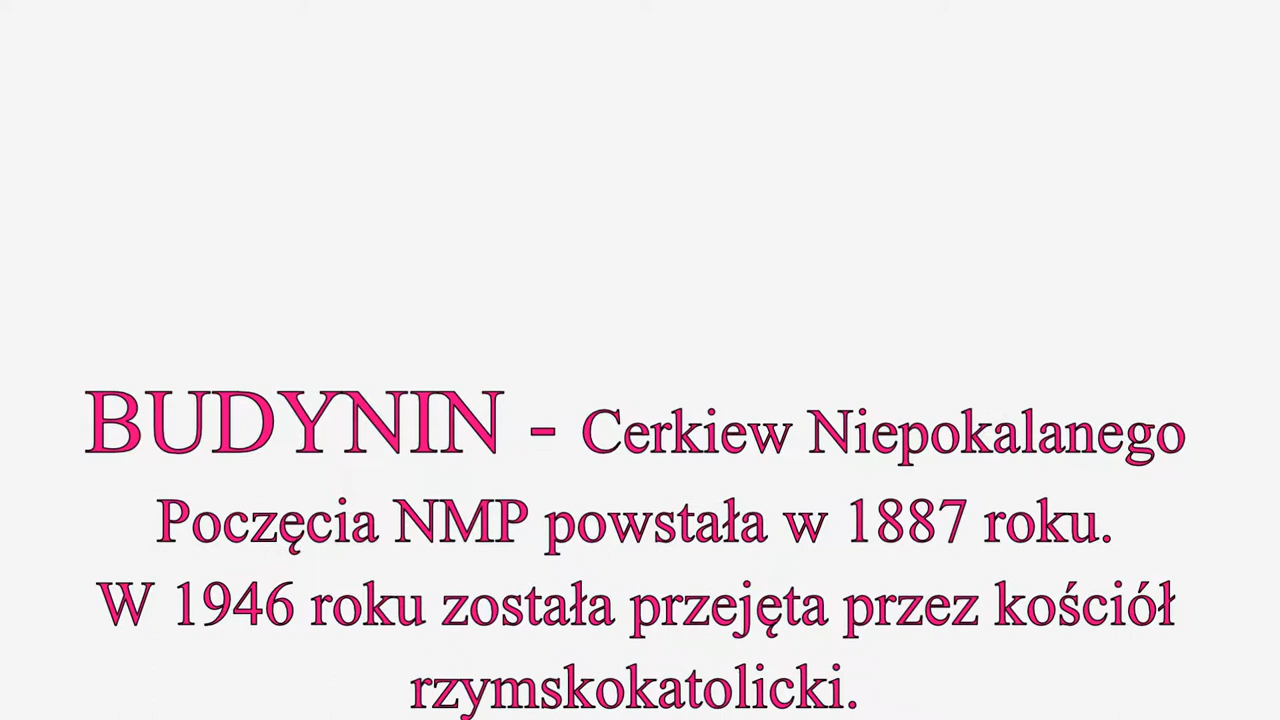 BUDYNIN - Cerkiew Niepokalanego
Poczęcia NMP powstała w 1887 roku.
W 1946 roku została przejęta przez kościół
rzymskokatolicki.